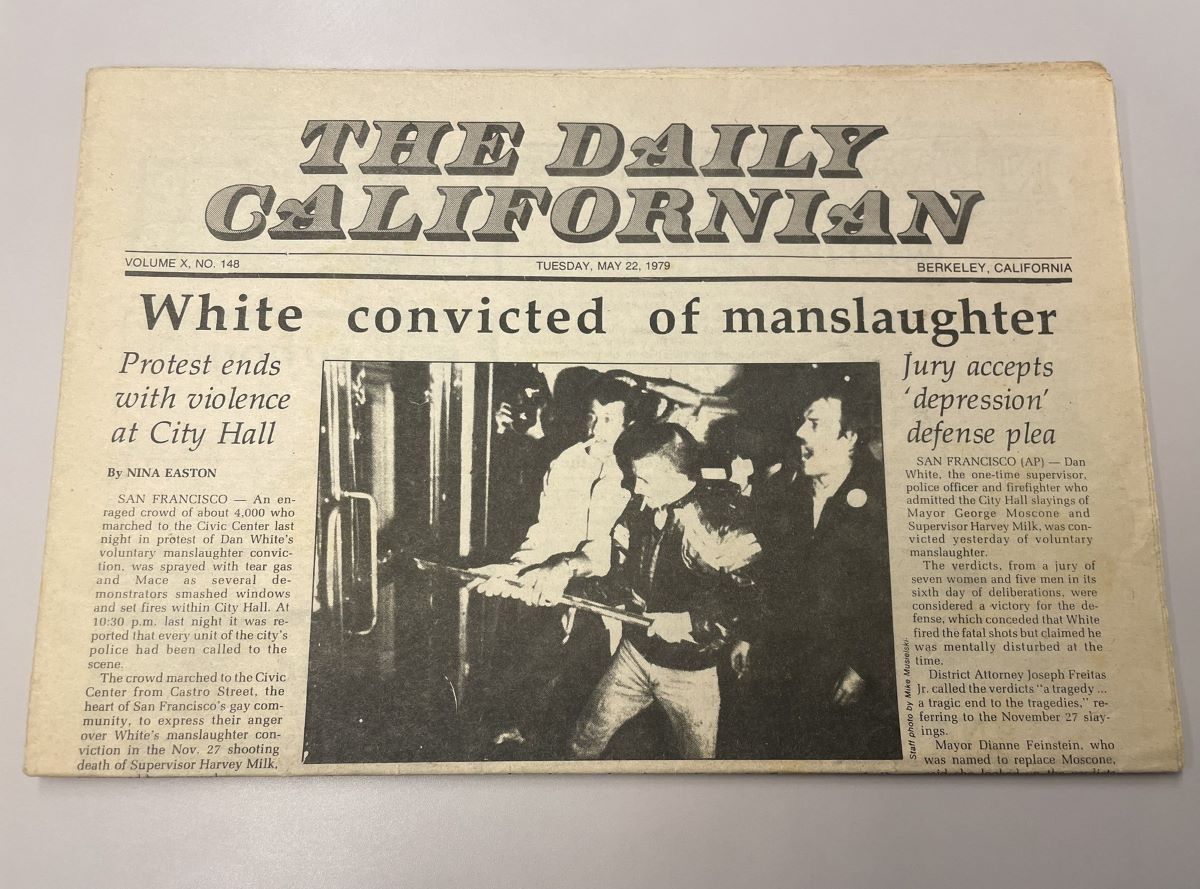 THE DAILY
CALIFORNIAN
VOLUME X, NO. 148 TUESDAY, MAY 22, 1979 BERKELEY, CALIFORNIA
White convicted of manslaughter
Protest ends
with violence
at City Hall
By NINA EASTON
SAN FRANCISCO — An en-
raged crowd of about 4,000 who
marched to the Civic Center last
night in protest of Dan White's
voluntary manslaughter convic-
tion, was sprayed with tear gas
and Mace as several de-
monstrators smashed windows
and set fires within City Hall. At
10:30 p.m. last night it was re-
ported that every unit of the city's
police had been called to the
scene.
The crowd marched to the Civic
Center from Castro Street, the
heart of San Francisco's gay com-
munity, to express their anger
over White's manslaughter con-
viction in the Nov. 27 shooting
death of Supervisor Harvey Milk,
Staff photo by Mike Musielski
Jury accepts
'depression'
defense plea
SAN FRANCISCO (AP) — Dan
White, the one-time supervisor,
police officer and firefighter who
admitted the City Hall slayings of
Mayor George Moscone and
Supervisor Harvey Milk, was con-
victed yesterday of voluntary
manslaughter.
The verdicts, from a jury of
seven women and five men in its
sixth day of deliberations, were
considered a victory for the de-
fense, which conceded that White
fired the fatal shots but claimed he
was mentally disturbed at the
time.
District Attorney Joseph Freitas
Jr. called the verdicts "a tragedy ...
a tragic end to the tragedies," re-
ferring to the November 27 slay-
ings.
Mayor Dianne Feinstein, who
was named to replace Moscone,